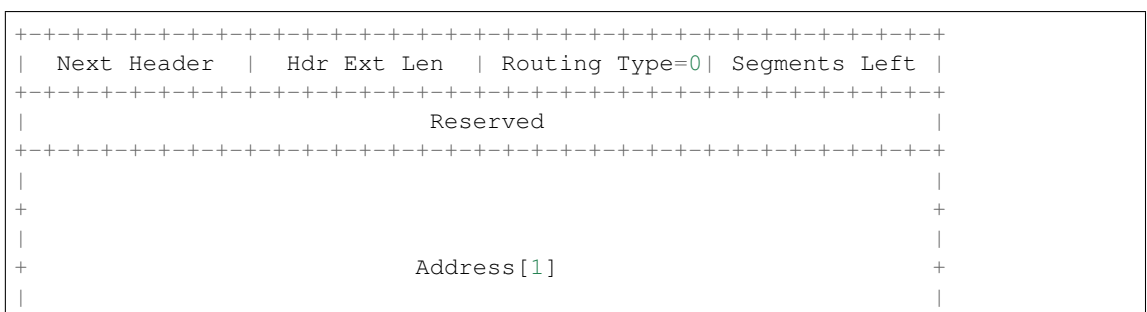 +-+-+-+-+-+-+-+-+-+-+-+-+-+-+-+-+-+-+-+-+-+-+-+-+-+-+-+-+-+-+-+-+
|  Next Header  |  Hdr Ext Len  | Routing Type=0| Segments Left |
+-+-+-+-+-+-+-+-+-+-+-+-+-+-+-+-+-+-+-+-+-+-+-+-+-+-+-+-+-+-+-+-+
|                            Reserved                           |
+-+-+-+-+-+-+-+-+-+-+-+-+-+-+-+-+-+-+-+-+-+-+-+-+-+-+-+-+-+-+-+-+
|                                                               |
+                                                               +
|                                                               |
+                           Address[1]                          +
|                                                               |